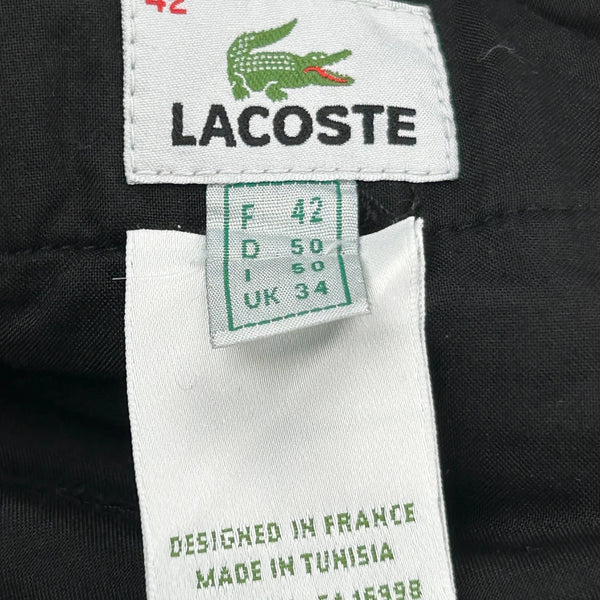 42
LACOSTE
F 42
D 50
I 50
UK 34
DESIGNED IN FRANCE
MADE IN TUNISIA